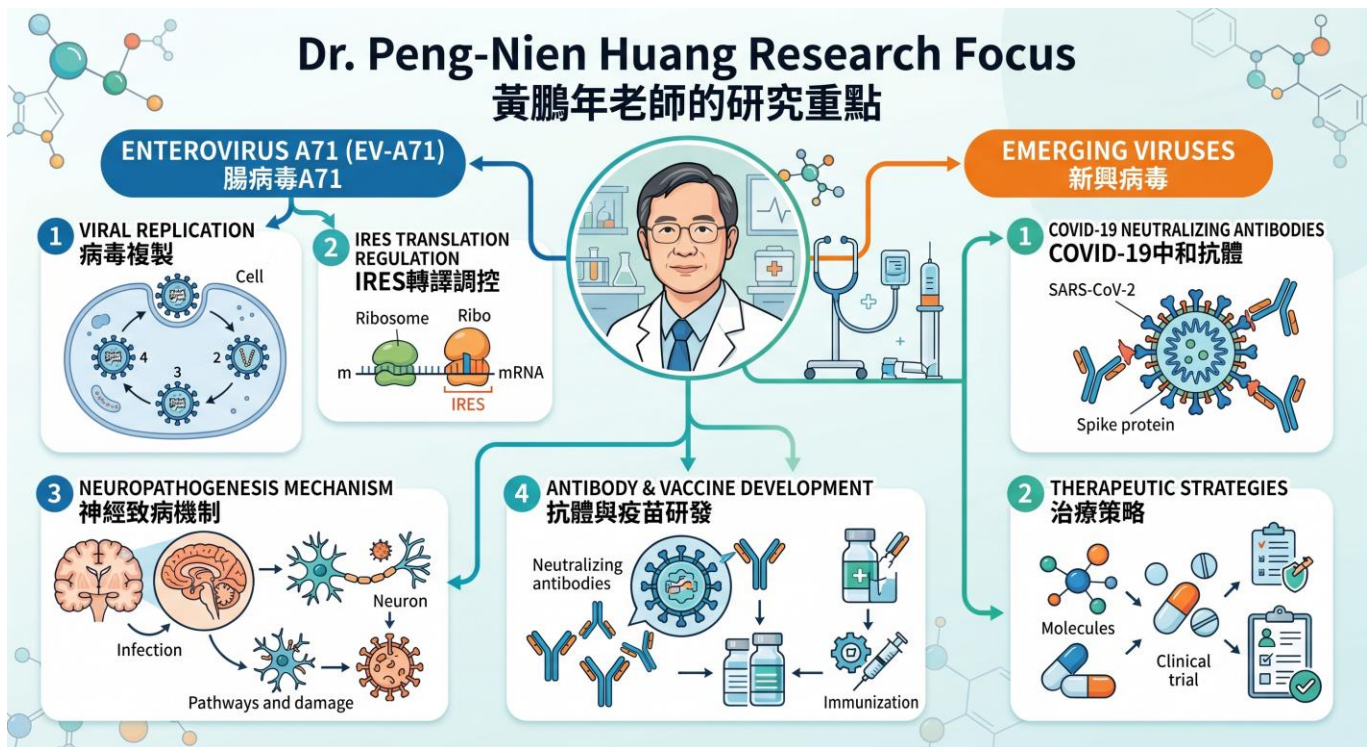 Dr. Peng-Nien Huang Research Focus
黃鵬年老師的研究重點
ENTEROVIRUS A71 (EV-A71)
腸病毒A71
EMERGING VIRUSES
新興病毒
1 VIRAL REPLICATION
病毒複製
Cell
4
2
3
2 IRES TRANSLATION
REGULATION
IRES轉譯調控
Ribosome
Ribo
m
mRNA
IRES
1 COVID-19 NEUTRALIZING ANTIBODIES
COVID-19中和抗體
SARS-CoV-2
Spike protein
3 NEUROPATHOGENESIS MECHANISM
神經致病機制
Neuron
Infection
Pathways and damage
4 ANTIBODY & VACCINE DEVELOPMENT
抗體與疫苗研發
Neutralizing
antibodies
Immunization
2 THERAPEUTIC STRATEGIES
治療策略
Molecules
Clinical
trial